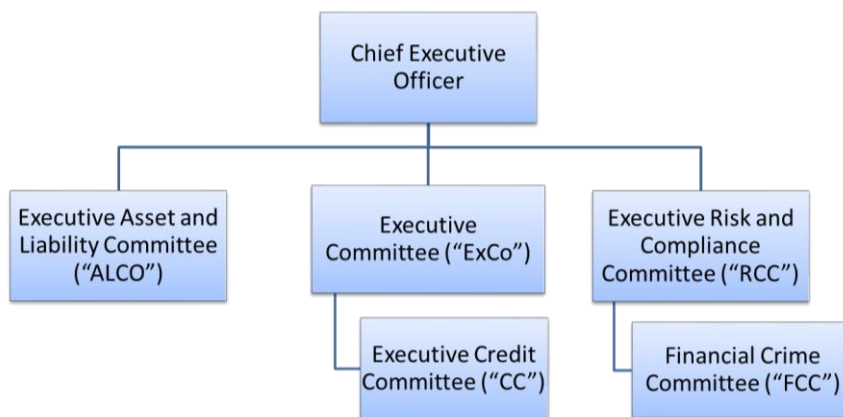 Chief Executive
Officer
Executive Asset and
Liability Committee
(“ALCO”)
Executive
Committee (“ExCo”)
Executive Risk and
Compliance
Committee (“RCC”)
Executive Credit
Committee (“CC”)
Financial Crime
Committee (“FCC”)